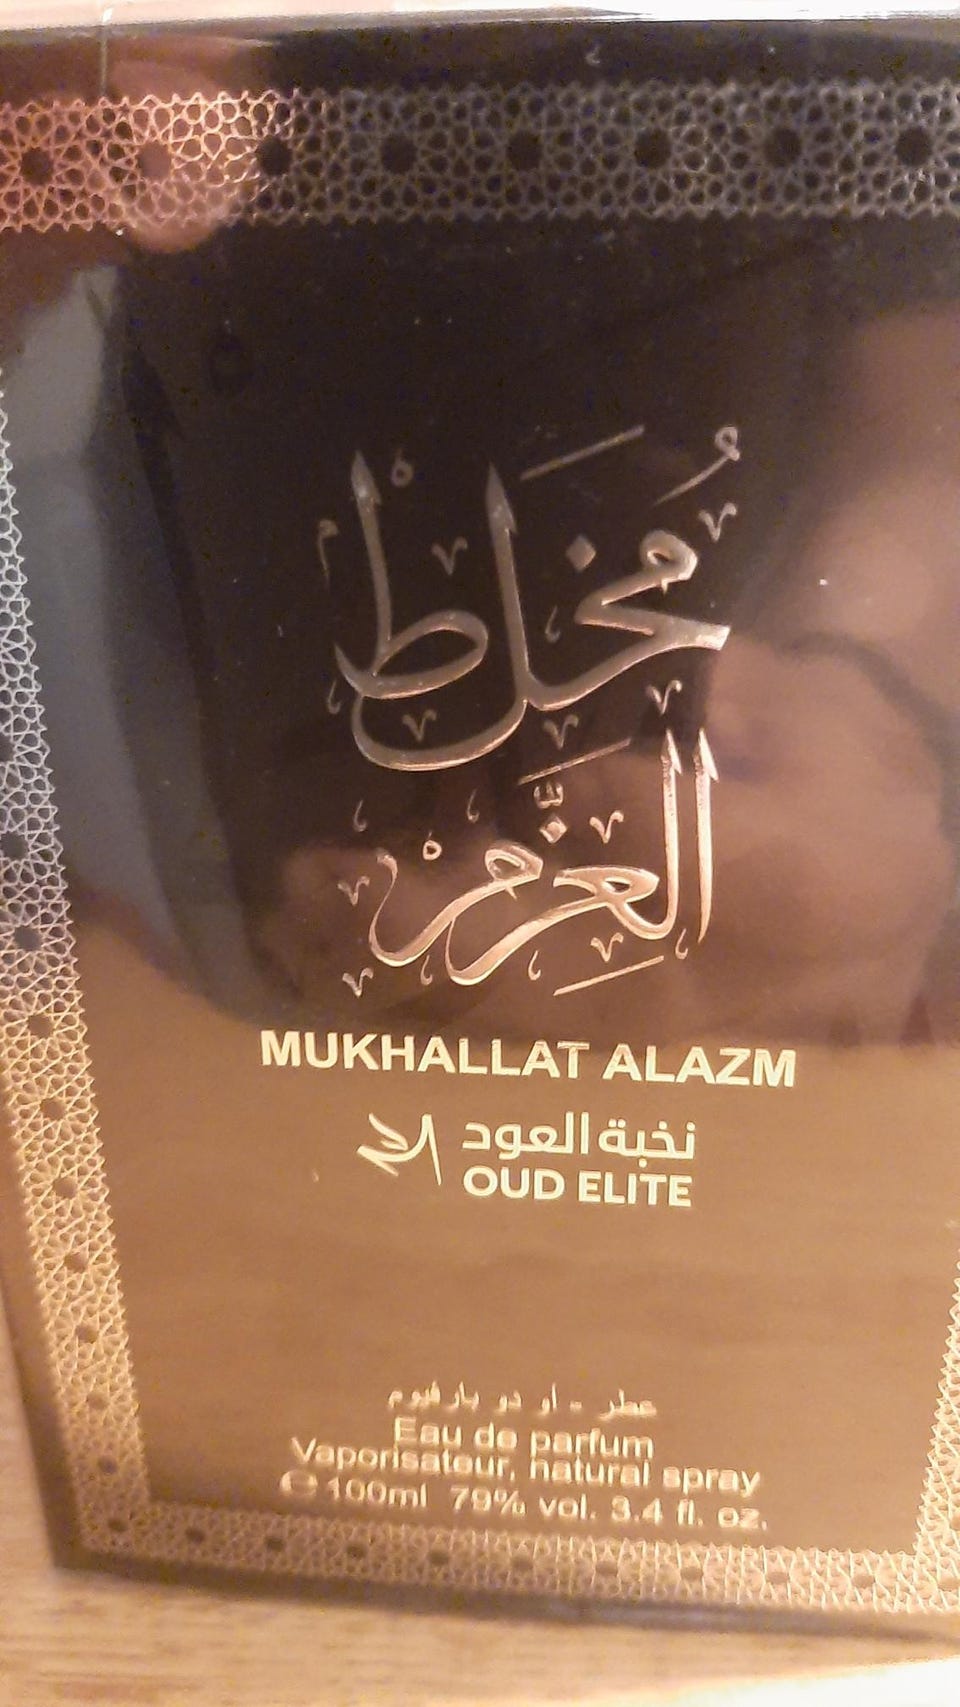 مُخلط
العزم
MUKHALLAT ALAZM
نخبة العود
OUD ELITE
عطر - او دو بارفيوم
Eau de parfum
Vaporisateur, natural spray
℮100ml 79% vol. 3.4 fl. oz.